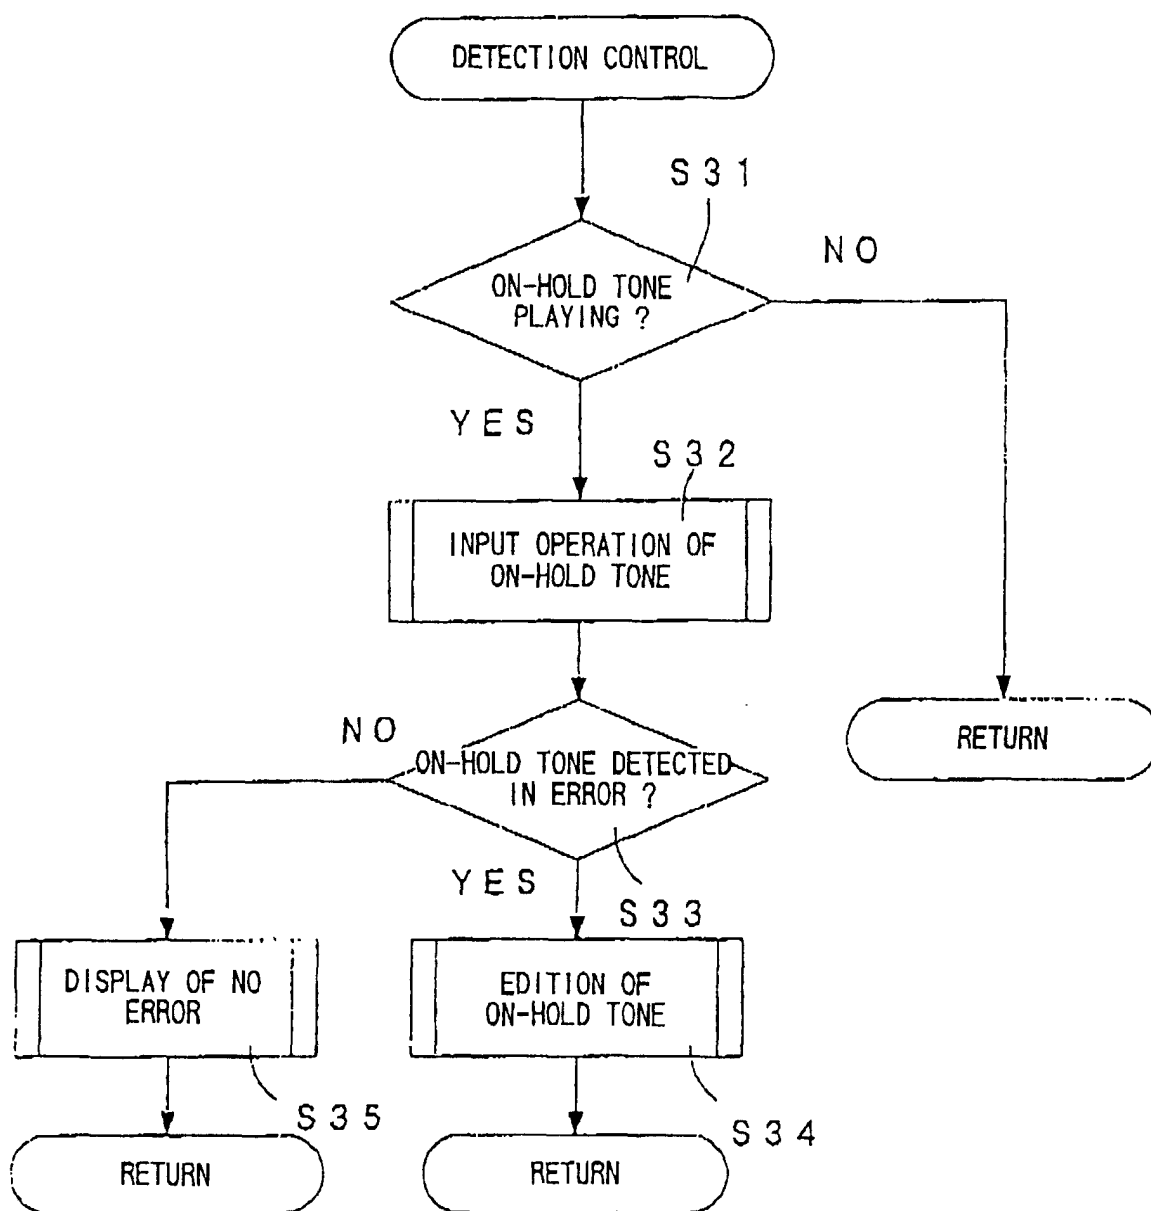 DETECTION CONTROL
S31
NO
ON-HOLD TONE
PLAYING ?
YES
S32
INPUT OPERATION OF
ON-HOLD TONE
RETURN
NO
ON-HOLD TONE DETECTED
IN ERROR ?
YES
S33
DISPLAY OF NO
ERROR
EDITION OF
ON-HOLD TONE
S35
S34
RETURN
RETURN